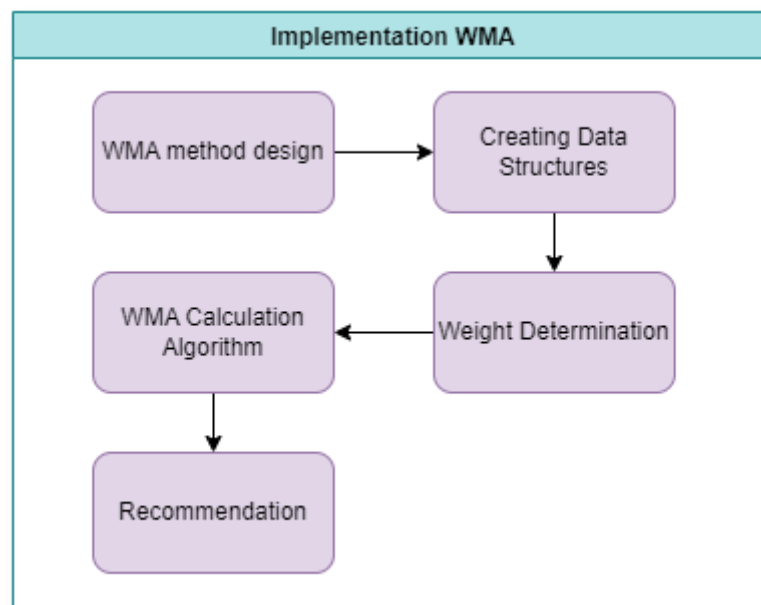 Implementation WMA
WMA method design
Creating Data
Structures
Weight Determination
WMA Calculation
Algorithm
Recommendation